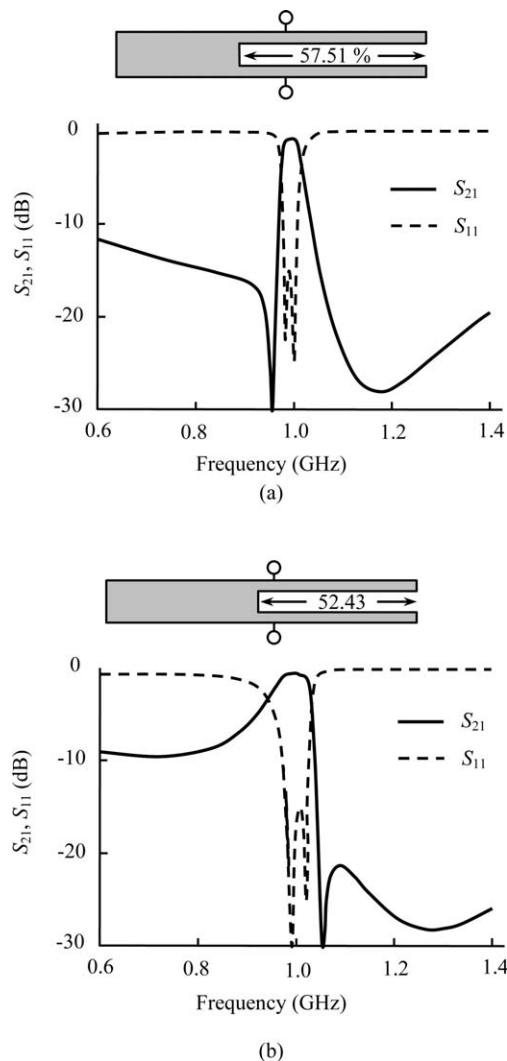 57.51 %
0
-10
-20
-30
S21, S11 (dB)
S21
S11
0.6 0.8 1.0 1.2 1.4
Frequency (GHz)
(a)
52.43
0
-10
-20
-30
S21, S11 (dB)
S21
S11
0.6 0.8 1.0 1.2 1.4
Frequency (GHz)
(b)